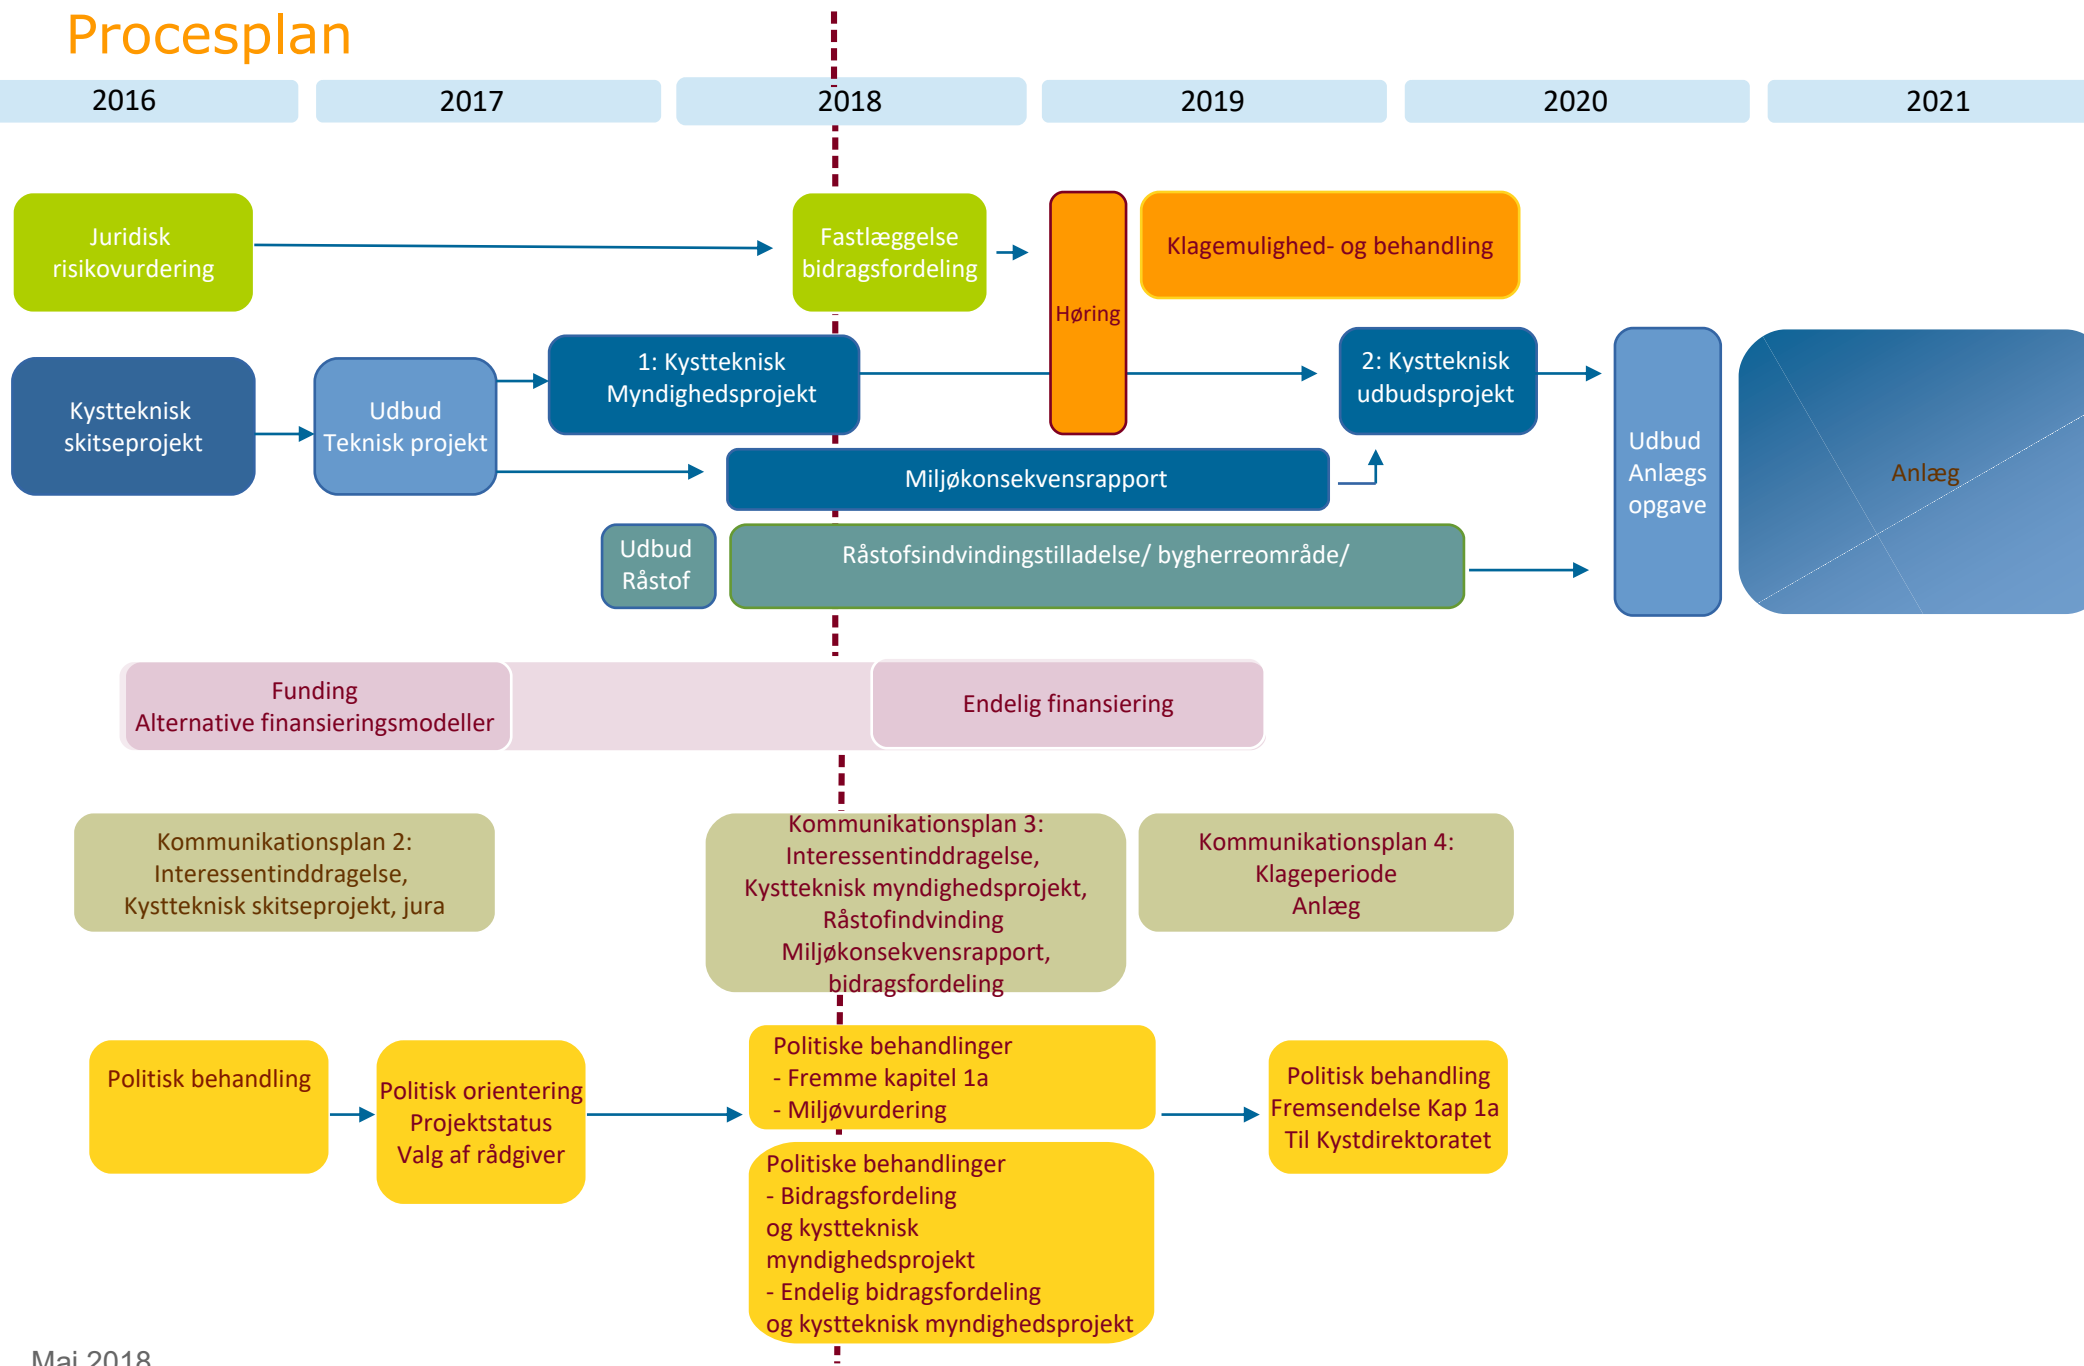 Procesplan
2016
2017
2018
2019
2020
2021
Juridisk
risikovurdering
Fastlæggelse
bidragsfordeling
Høring
Klagemulighed- og behandling
Kystteknisk
skitseprojekt
Udbud
Teknisk projekt
1: Kystteknisk
Myndighedsprojekt
2: Kystteknisk
udbudsprojekt
Miljøkonsekvensrapport
Udbud
Anlægs
opgave
Anlæg
Udbud
Råstof
Råstofsindvindingstilladelse/ bygherreområde/
Funding
Alternative finansieringsmodeller
Endelig finansiering
Kommunikationsplan 2:
Interessentinddragelse,
Kystteknisk skitseprojekt, jura
Kommunikationsplan 3:
Interessentinddragelse,
Kystteknisk myndighedsprojekt,
Råstofindvinding
Miljøkonsekvensrapport,
bidragsfordeling
Kommunikationsplan 4:
Klageperiode
Anlæg
Politisk behandling
Politisk orientering
Projektstatus
Valg af rådgiver
Politiske behandlinger
- Fremme kapitel 1a
- Miljøvurdering
Politisk behandling
Fremsendelse Kap 1a
Til Kystdirektoratet
Politiske behandlinger
- Bidragsfordeling
og kystteknisk
myndighedsprojekt
- Endelig bidragsfordeling
og kystteknisk myndighedsprojekt
Maj 2018